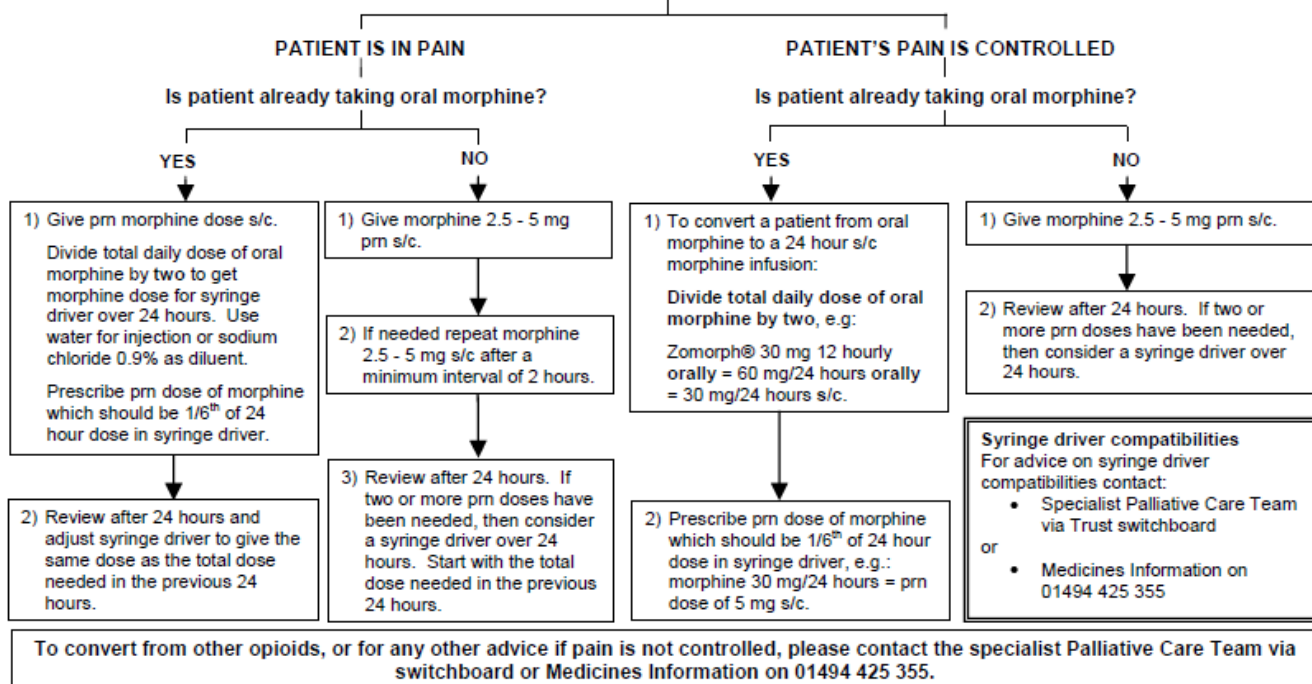 PATIENT IS IN PAIN
Is patient already taking oral morphine?
YES
1) Give prn morphine dose s/c.
Divide total daily dose of oral
morphine by two to get
morphine dose for syringe
driver over 24 hours. Use
water for injection or sodium
chloride 0.9% as diluent.
Prescribe prn dose of morphine
which should be 1/6th of 24
hour dose in syringe driver.
2) Review after 24 hours and
adjust syringe driver to give the
same dose as the total dose
needed in the previous 24
hours.
NO
1) Give morphine 2.5 - 5 mg
prn s/c.
2) If needed repeat morphine
2.5 - 5 mg s/c after a
minimum interval of 2 hours.
3) Review after 24 hours. If
two or more prn doses have
been needed, then consider
a syringe driver over 24
hours. Start with the total
dose needed in the previous
24 hours.
PATIENT'S PAIN IS CONTROLLED
Is patient already taking oral morphine?
YES
1) To convert a patient from oral
morphine to a 24 hour s/c
morphine infusion:
Divide total daily dose of oral
morphine by two, e.g:
Zomorph® 30 mg 12 hourly
orally = 60 mg/24 hours orally
= 30 mg/24 hours s/c.
2) Prescribe prn dose of morphine
which should be 1/6th of 24 hour
dose in syringe driver, e.g.:
morphine 30 mg/24 hours = prn
dose of 5 mg s/c.
NO
1) Give morphine 2.5 - 5 mg prn s/c.
2) Review after 24 hours. If two or
more prn doses have been needed,
then consider a syringe driver over
24 hours.
Syringe driver compatibilities
For advice on syringe driver
compatibilities contact:
• Specialist Palliative Care Team
via Trust switchboard
or
• Medicines Information on
01494 425 355
To convert from other opioids, or for any other advice if pain is not controlled, please contact the specialist Palliative Care Team via
switchboard or Medicines Information on 01494 425 355.